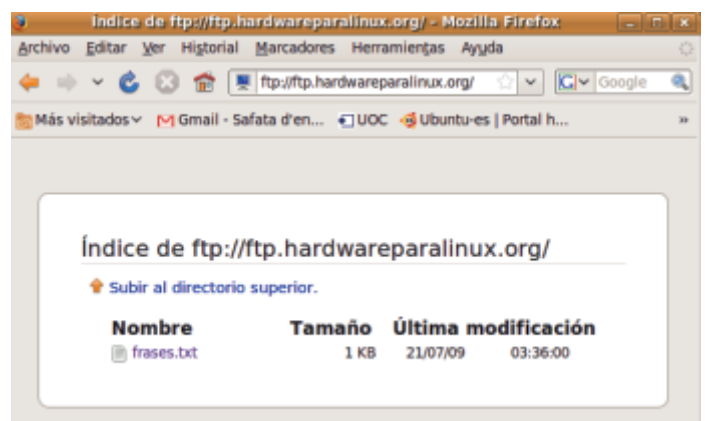 Índice de ftp://ftp.hardwareparalinux.org/ - Mozilla Firefox
Archivo Editar Ver Historial Marcadores Herramientas Ayuda
ftp://ftp.hardwareparalinux.org/ Google
Más visitados Gmail - Safata d'en... UOC Ubuntu-es | Portal h... »
Índice de ftp://ftp.hardwareparalinux.org/
Subir al directorio superior.
Nombre Tamaño Última modificación
frases.txt 1 KB 21/07/09 03:36:00